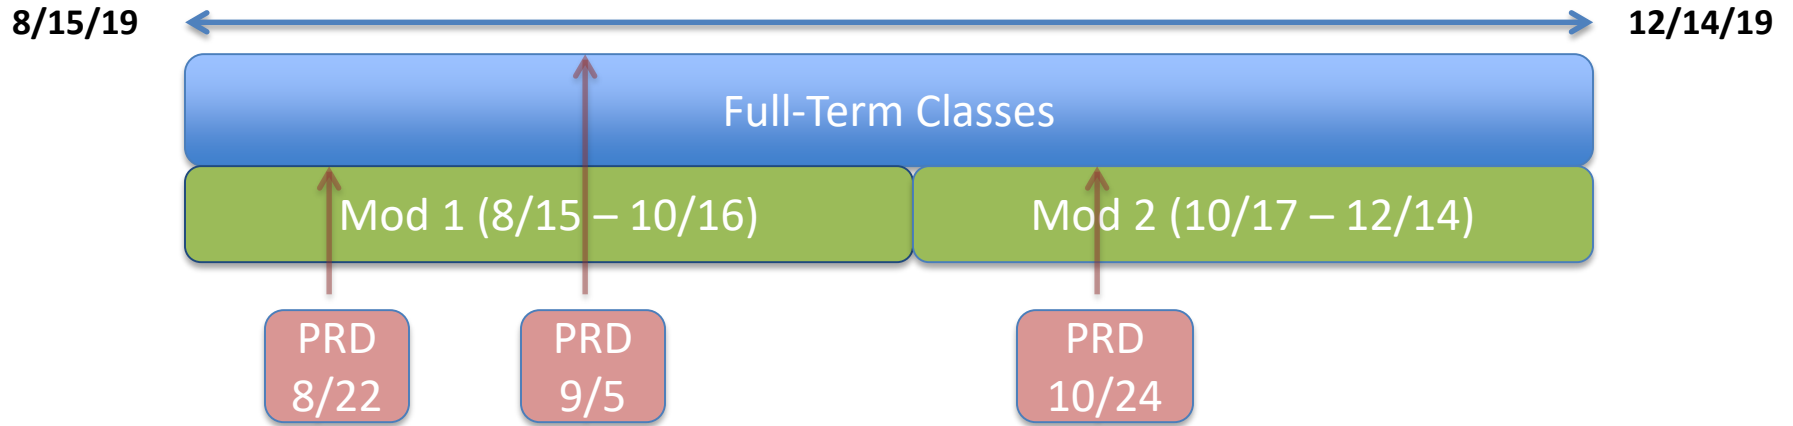 8/15/19
12/14/19
Full-Term Classes
Mod 1 (8/15 – 10/16)
Mod 2 (10/17 – 12/14)
PRD
8/22
PRD
9/5
PRD
10/24